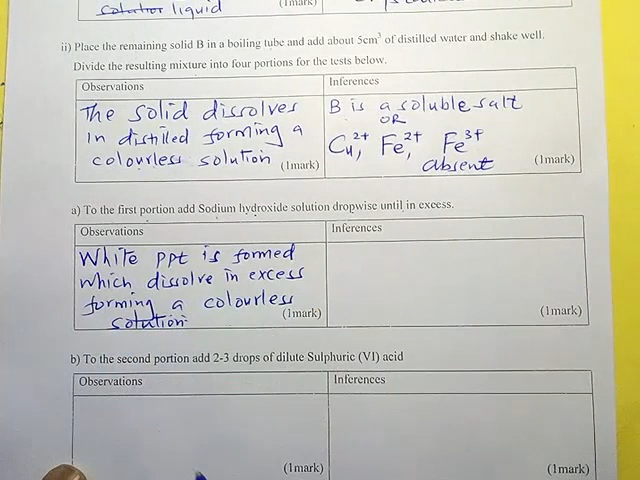 solution liquid
(1mark)
ii) Place the remaining solid B in a boiling tube and add about 5cm³ of distilled water and shake well.
Divide the resulting mixture into four portions for the tests below.
Observations
Inferences
The solid dissolves
in distilled forming a
colourless solution (1mark)
B is a soluble salt
OR
Cu²⁺, Fe²⁺, Fe³⁺
absent (1mark)
a) To the first portion add Sodium hydroxide solution dropwise until in excess.
Observations
Inferences
White ppt is formed
which dissolve in excess
forming a colourless
solution (1mark)
(1mark)
b) To the second portion add 2-3 drops of dilute Sulphuric (VI) acid
Observations
Inferences
(1mark)
(1mark)